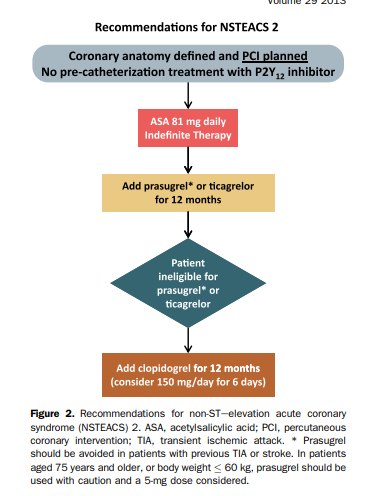 Volume 29 2013
Recommendations for NSTEACS 2
Coronary anatomy defined and PCI planned
No pre-catheterization treatment with P2Y12 inhibitor
ASA 81 mg daily
Indefinite Therapy
Add prasugrel* or ticagrelor
for 12 months
Patient
ineligible for
prasugrel* or
ticagrelor
Add clopidogrel for 12 months
(consider 150 mg/day for 6 days)
Figure 2. Recommendations for non-ST–elevation acute coronary
syndrome (NSTEACS) 2. ASA, acetylsalicylic acid; PCI, percutaneous
coronary intervention; TIA, transient ischemic attack. * Prasugrel
should be avoided in patients with previous TIA or stroke. In patients
aged 75 years and older, or body weight ≤ 60 kg, prasugrel should be
used with caution and a 5-mg dose considered.